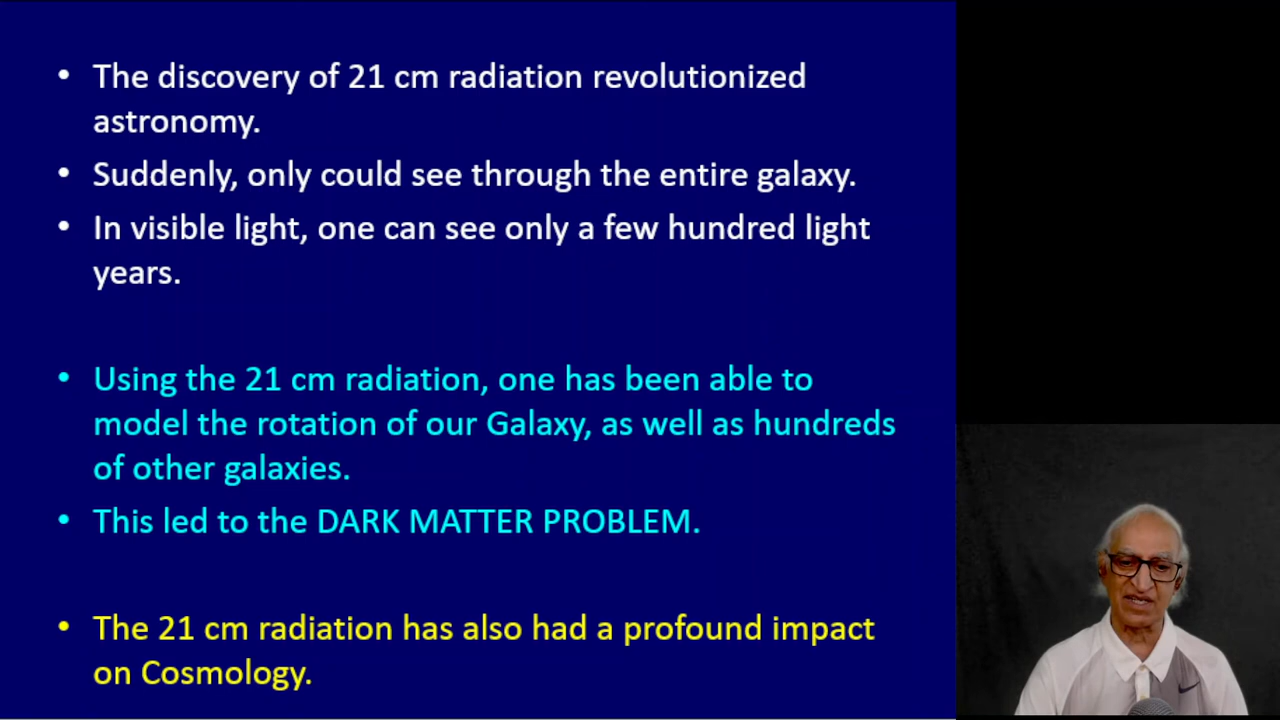 • The discovery of 21 cm radiation revolutionized
astronomy.
• Suddenly, only could see through the entire galaxy.
• In visible light, one can see only a few hundred light
years.
• Using the 21 cm radiation, one has been able to
model the rotation of our Galaxy, as well as hundreds
of other galaxies.
• This led to the DARK MATTER PROBLEM.
• The 21 cm radiation has also had a profound impact
on Cosmology.